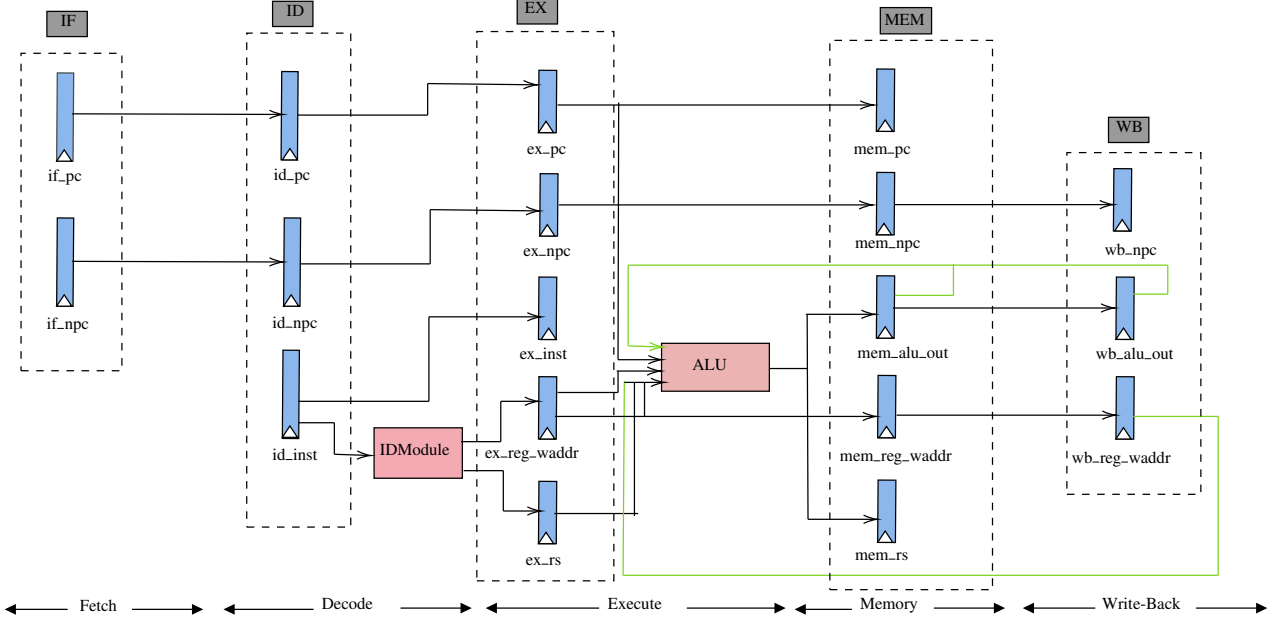 IF
ID
EX
MEM
WB
if_pc
id_pc
ex_pc
mem_pc
if_npc
id_npc
ex_npc
mem_npc
wb_npc
id_inst
ex_inst
mem_alu_out
wb_alu_out
ALU
IDModule
ex_reg_waddr
mem_reg_waddr
wb_reg_waddr
ex_rs
mem_rs
Fetch
Decode
Execute
Memory
Write-Back